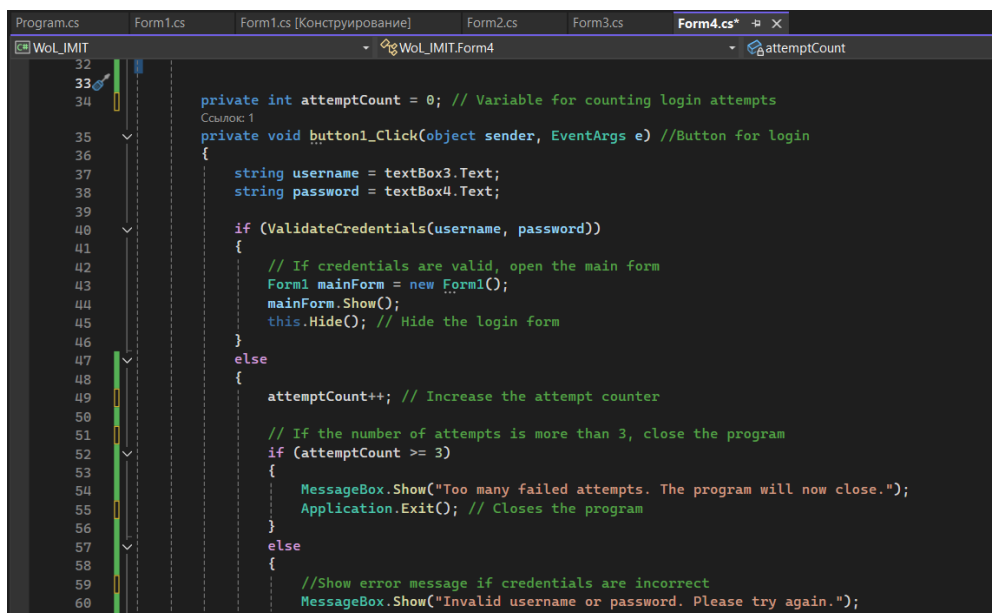 Program.cs Form1.cs Form1.cs [Конструирование] Form2.cs Form3.cs Form4.cs*
C# WoL_IMIT WoL_IMIT.Form4 attemptCount
32
33
34 private int attemptCount = 0; // Variable for counting login attempts
Ссылок: 1
35 private void button1_Click(object sender, EventArgs e) //Button for login
36 {
37 string username = textBox3.Text;
38 string password = textBox4.Text;
39
40 if (ValidateCredentials(username, password))
41 {
42 // If credentials are valid, open the main form
43 Form1 mainForm = new Form1();
44 mainForm.Show();
45 this.Hide(); // Hide the login form
46 }
47 else
48 {
49 attemptCount++; // Increase the attempt counter
50
51 // If the number of attempts is more than 3, close the program
52 if (attemptCount >= 3)
53 {
54 MessageBox.Show("Too many failed attempts. The program will now close.");
55 Application.Exit(); // Closes the program
56 }
57 else
58 {
59 //Show error message if credentials are incorrect
60 MessageBox.Show("Invalid username or password. Please try again.");